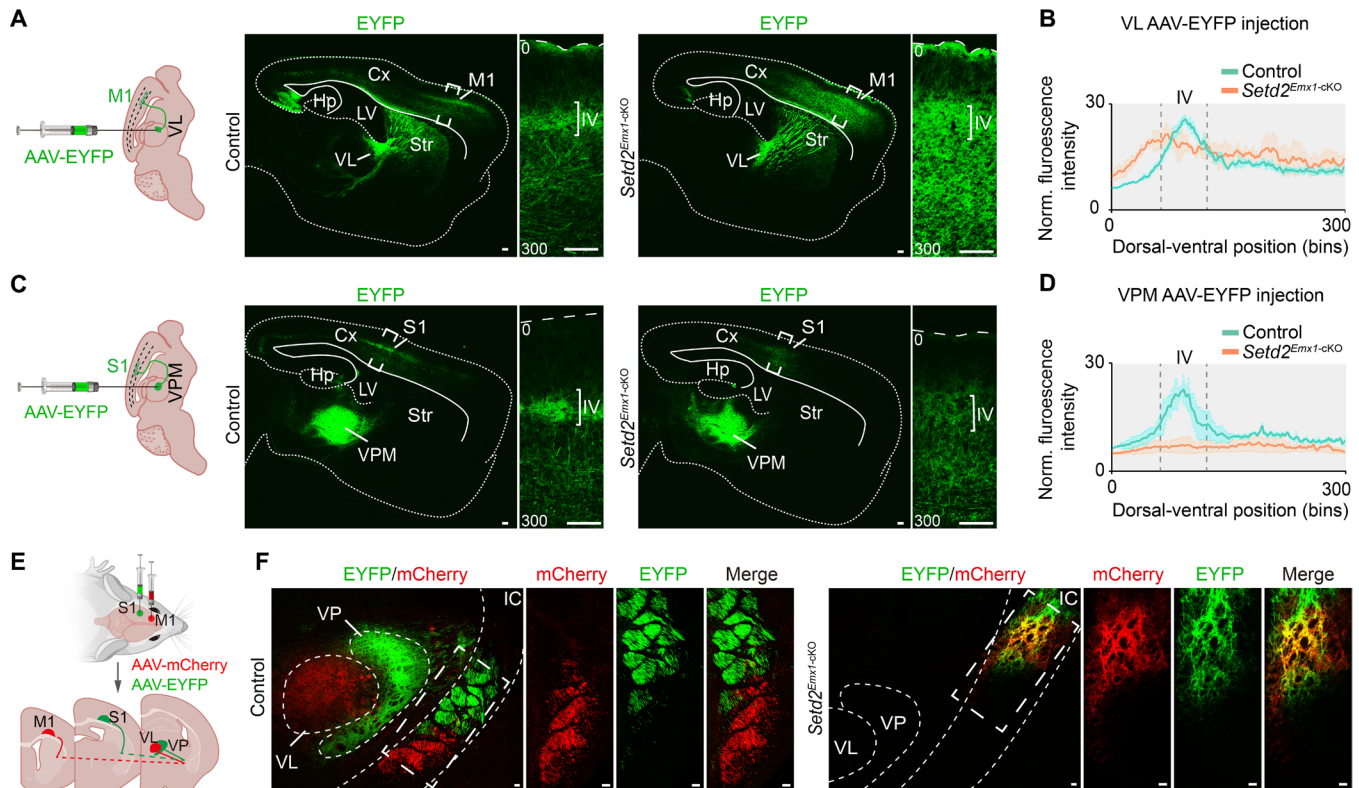 A
EYFP
EYFP
B
VL AAV-EYFP injection
M1
VL
AAV-EYFP
Control
Cx
Hp
LV
M1
Str
VL
0
IV
300
Setd2Emx1-cKO
Cx
Hp
LV
M1
Str
VL
0
IV
300
Control
Setd2Emx1-cKO
IV
Norm. fluroescence
intensity
30
0
0
300
Dorsal-ventral position (bins)
C
EYFP
EYFP
D
VPM AAV-EYFP injection
S1
VPM
AAV-EYFP
Control
Cx
Hp
LV
S1
Str
VPM
0
IV
300
Setd2Emx1-cKO
Cx
Hp
LV
S1
Str
VPM
0
IV
300
Control
Setd2Emx1-cKO
IV
Norm. fluroescence
intensity
30
0
0
300
Dorsal-ventral position (bins)
E
S1
M1
AAV-mCherry
AAV-EYFP
M1
S1
VL
VP
F
EYFP/mCherry
mCherry
EYFP
Merge
Control
VP
IC
VL
EYFP/mCherry
mCherry
EYFP
Merge
Setd2Emx1-cKO
IC
VP
VL